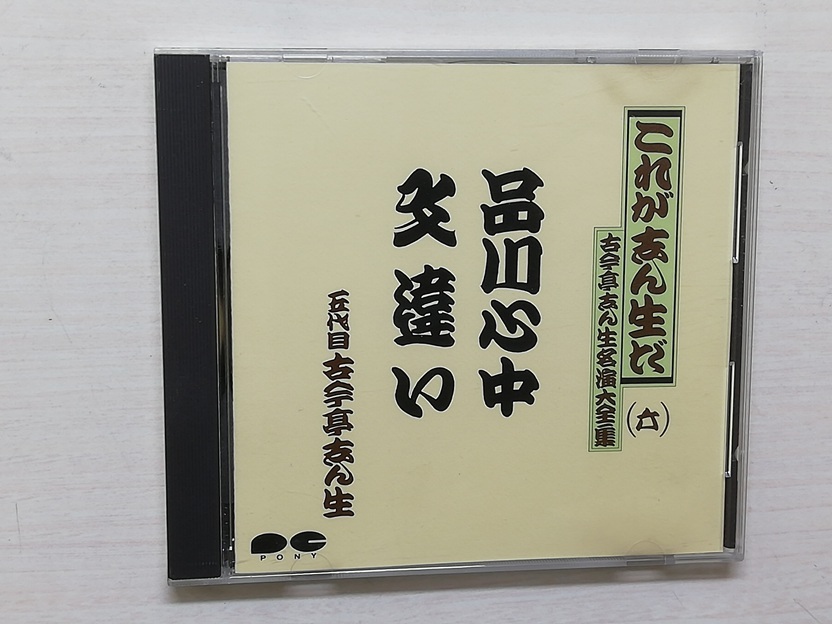 これが志ん生だ
(六)
古今亭志ん生名演大全集
品川心中
文違い
五代目 古今亭志ん生
PC
PONY